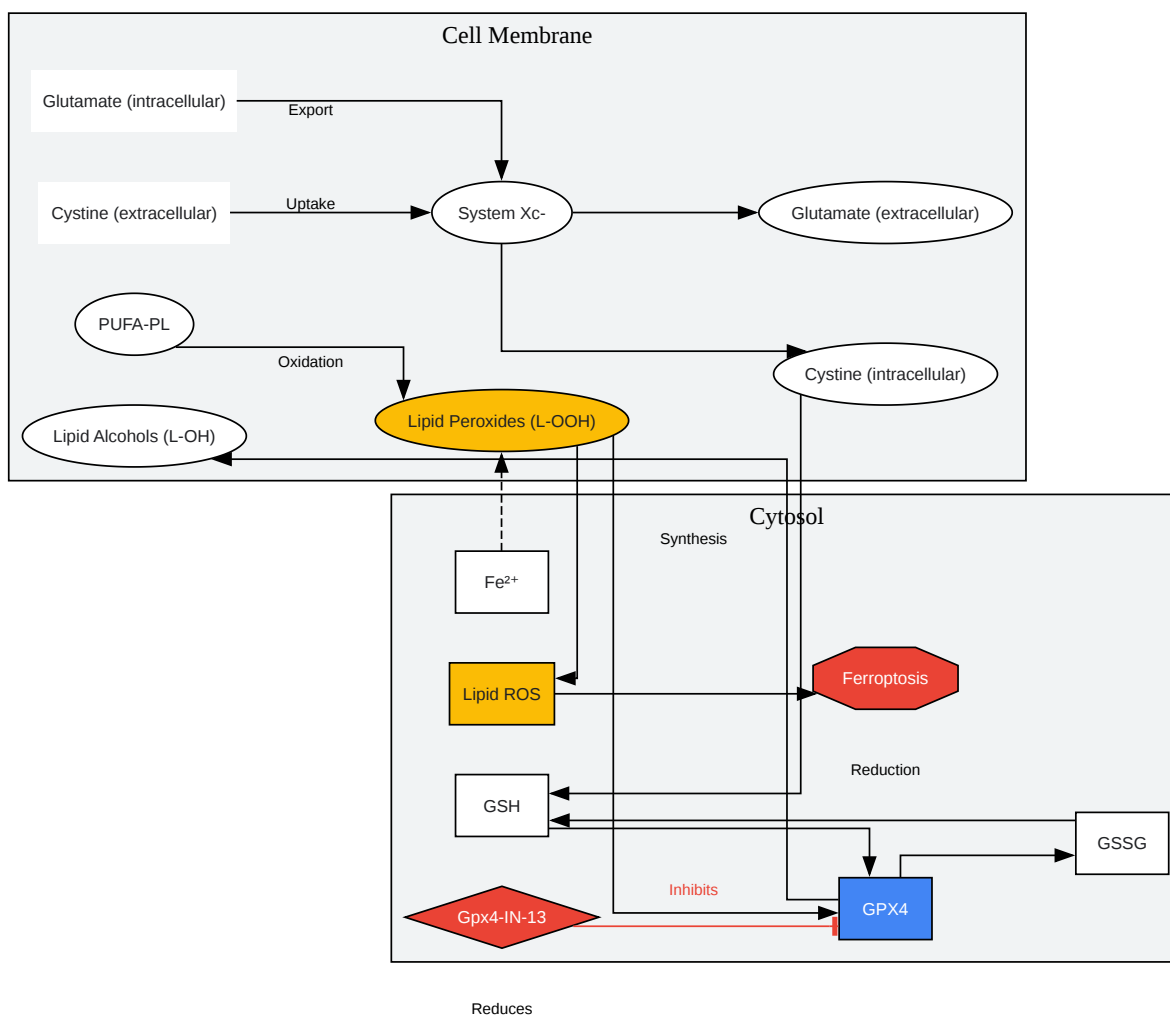 Cell Membrane
Glutamate (intracellular)
Export
Cystine (extracellular)
Uptake
System Xc-
Glutamate (extracellular)
PUFA-PL
Oxidation
Cystine (intracellular)
Lipid Peroxides (L-OOH)
Lipid Alcohols (L-OH)
Cytosol
Synthesis
Fe²⁺
Ferroptosis
Lipid ROS
Reduction
GSH
GSSG
Inhibits
Gpx4-IN-13
GPX4
Reduces